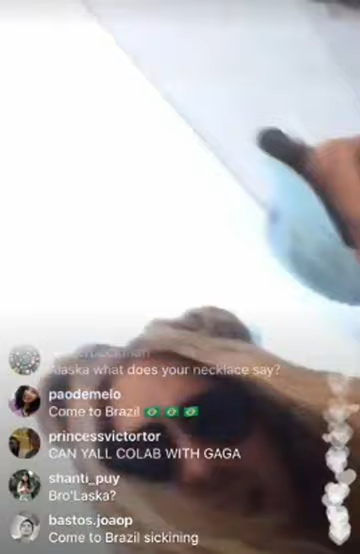 Alaska what does your necklace say?
paodemelo
Come to Brazil 🇧🇷 🇧🇷 🇧🇷
princessvictortor
CAN YALL COLAB WITH GAGA
shanti_puy
Bro'Laska?
bastos.joaop
Come to Brazil sickining